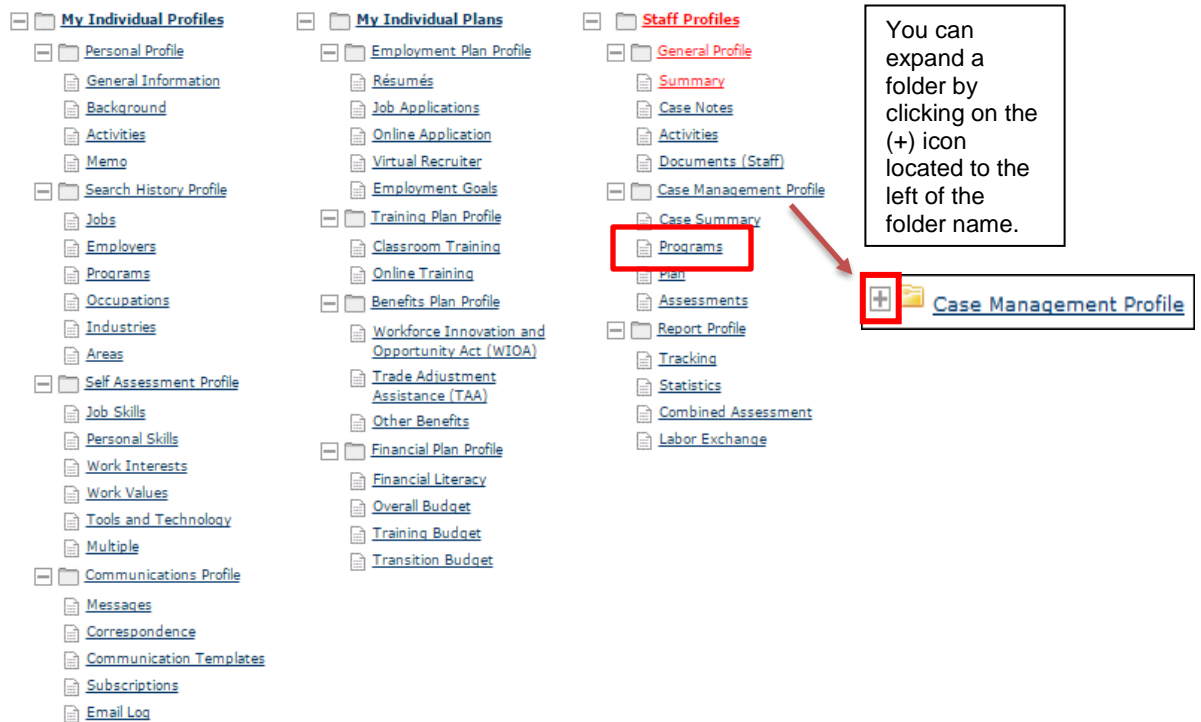 My Individual Profiles
Personal Profile
General Information
Background
Activities
Memo
Search History Profile
Jobs
Employers
Programs
Occupations
Industries
Areas
Self Assessment Profile
Job Skills
Personal Skills
Work Interests
Work Values
Tools and Technology
Multiple
Communications Profile
Messages
Correspondence
Communication Templates
Subscriptions
Email Log
My Individual Plans
Employment Plan Profile
Résumés
Job Applications
Online Application
Virtual Recruiter
Employment Goals
Training Plan Profile
Classroom Training
Online Training
Benefits Plan Profile
Workforce Innovation and
Opportunity Act (WIOA)
Trade Adjustment
Assistance (TAA)
Other Benefits
Financial Plan Profile
Financial Literacy
Overall Budget
Training Budget
Transition Budget
Staff Profiles
General Profile
Summary
Case Notes
Activities
Documents (Staff)
Case Management Profile
Case Summary
Programs
Plan
Assessments
Report Profile
Tracking
Statistics
Combined Assessment
Labor Exchange
You can
expand a
folder by
clicking on the
(+) icon
located to the
left of the
folder name.
Case Management Profile